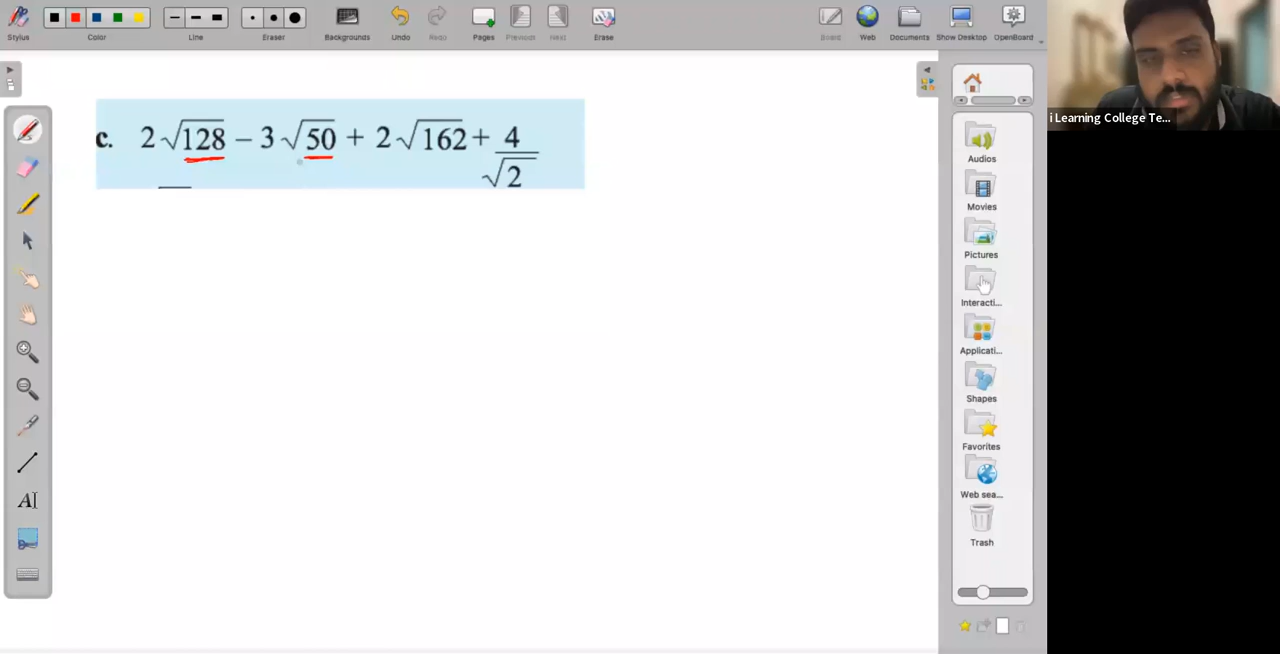 Stylus Color Line Eraser Backgrounds Undo Redo Pages Previous Next Erase Board Web Documents Show Desktop OpenBoard
c. 2√128 − 3√50 + 2√162 + 4/√2
i Learning College Te...
Audios
Movies
Pictures
Interacti...
Applicati...
Shapes
Favorites
Web sea...
Trash